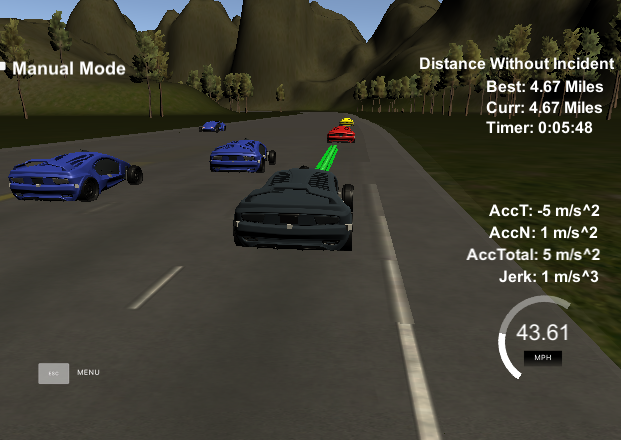 Manual Mode
Distance Without Incident
Best: 4.67 Miles
Curr: 4.67 Miles
Timer: 0:05:48
AccT: -5 m/s^2
AccN: 1 m/s^2
AccTotal: 5 m/s^2
Jerk: 1 m/s^3
43.61
MPH
ESC MENU